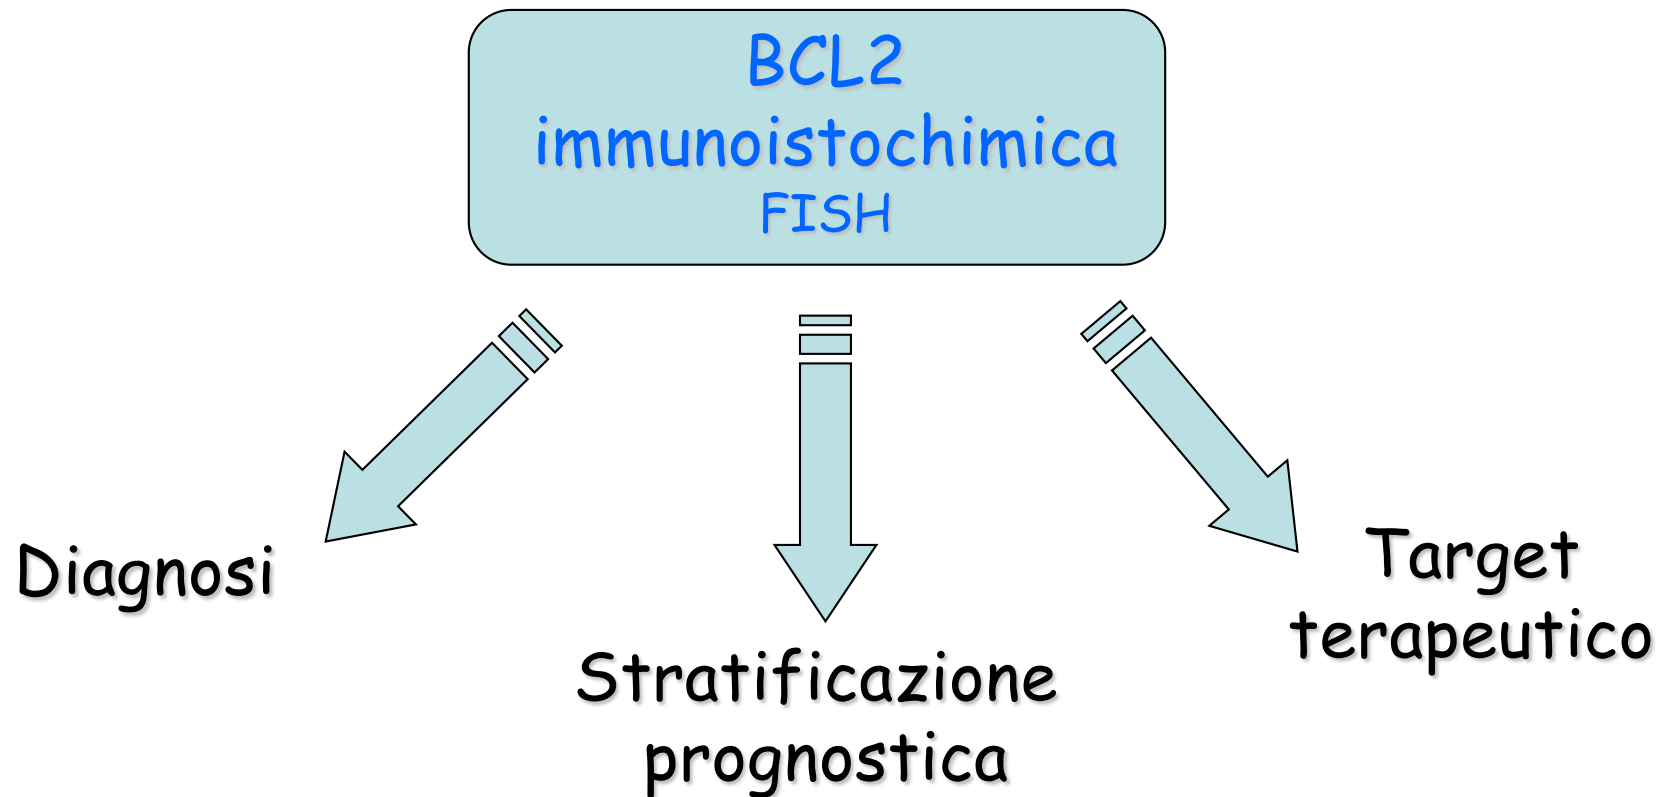 BCL2
immunoistochimica
FISH
Diagnosi
Stratificazione
prognostica
Target
terapeutico